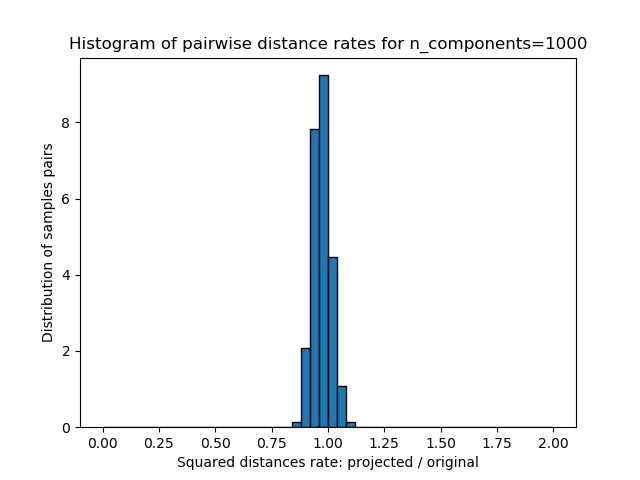 Histogram of pairwise distance rates for n_components=1000
Distribution of samples pairs
8
6
4
2
0
0.00 0.25 0.50 0.75 1.00 1.25 1.50 1.75 2.00
Squared distances rate: projected / original